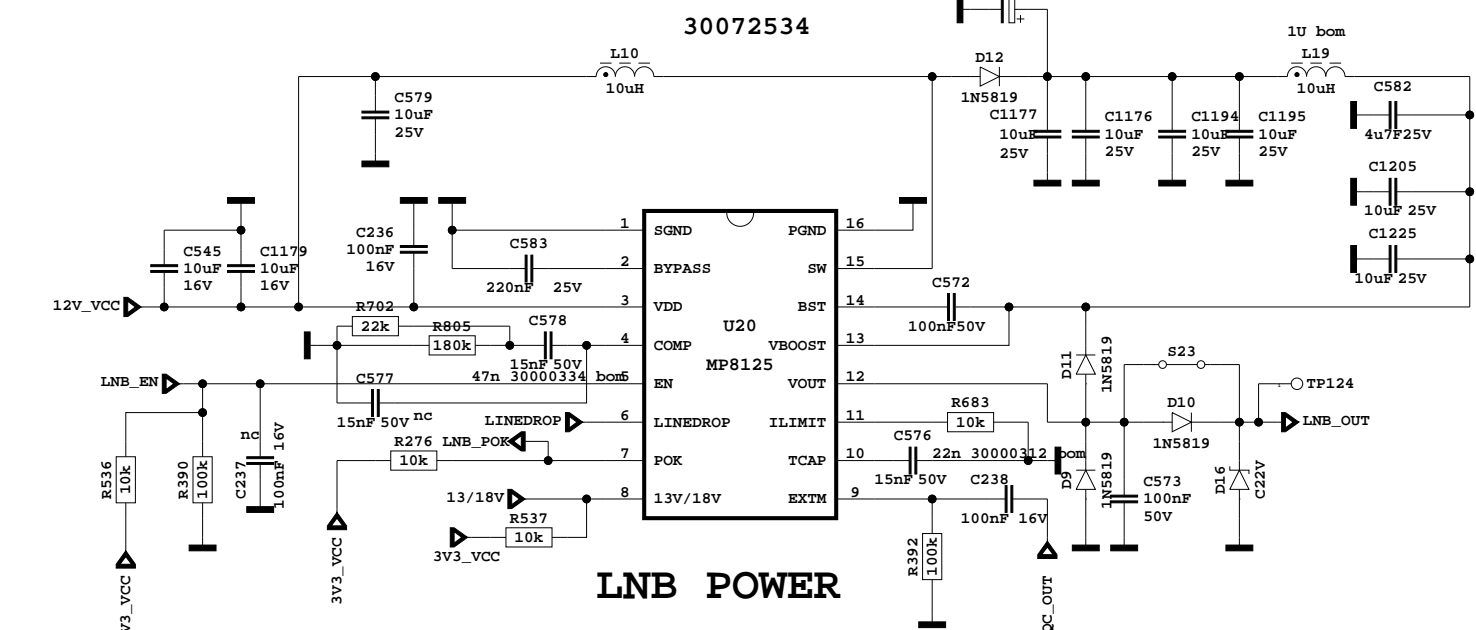 30072534
1U bom
L10
10uH
D12
1N5819
L19
10uH
C579
10uF
25V
C1177
10uF
25V
C1176
10uF
25V
C1194
10uF
25V
C1195
10uF
25V
C582
4u7F 25V
C1205
10uF 25V
C1225
10uF 25V
C545
10uF
16V
C1179
10uF
16V
C236
100nF
16V
C583
220nF 25V
12V_VCC
R702
22k
R805
180k
C578
15nF 50V
47n 30000334 bom
C577
15nF 50V nc
1 SGND
2 BYPASS
3 VDD
4 COMP
5 EN
6 LINEDROP
7 POK
8 13V/18V
U20
MP8125
PGND 16
SW 15
BST 14
VBOOST 13
VOUT 12
ILIMIT 11
TCAP 10
EXTM 9
C572
100nF 50V
LNB_EN
LINEDROP
LNB_POK
R276
10k
13/18V
R537
10k
3V3_VCC
3V3_VCC
R536
10k
R390
100k
nc
C237
100nF 16V
V3_VCC
R683
10k
C576
15nF 50V
22n 30000312 bom
C238
100nF 16V
R392
100k
QC_OUT
D11
1N5819
D9
1N5819
S23
D10
1N5819
C573
100nF
50V
D16
C22V
TP124
LNB_OUT
LNB POWER